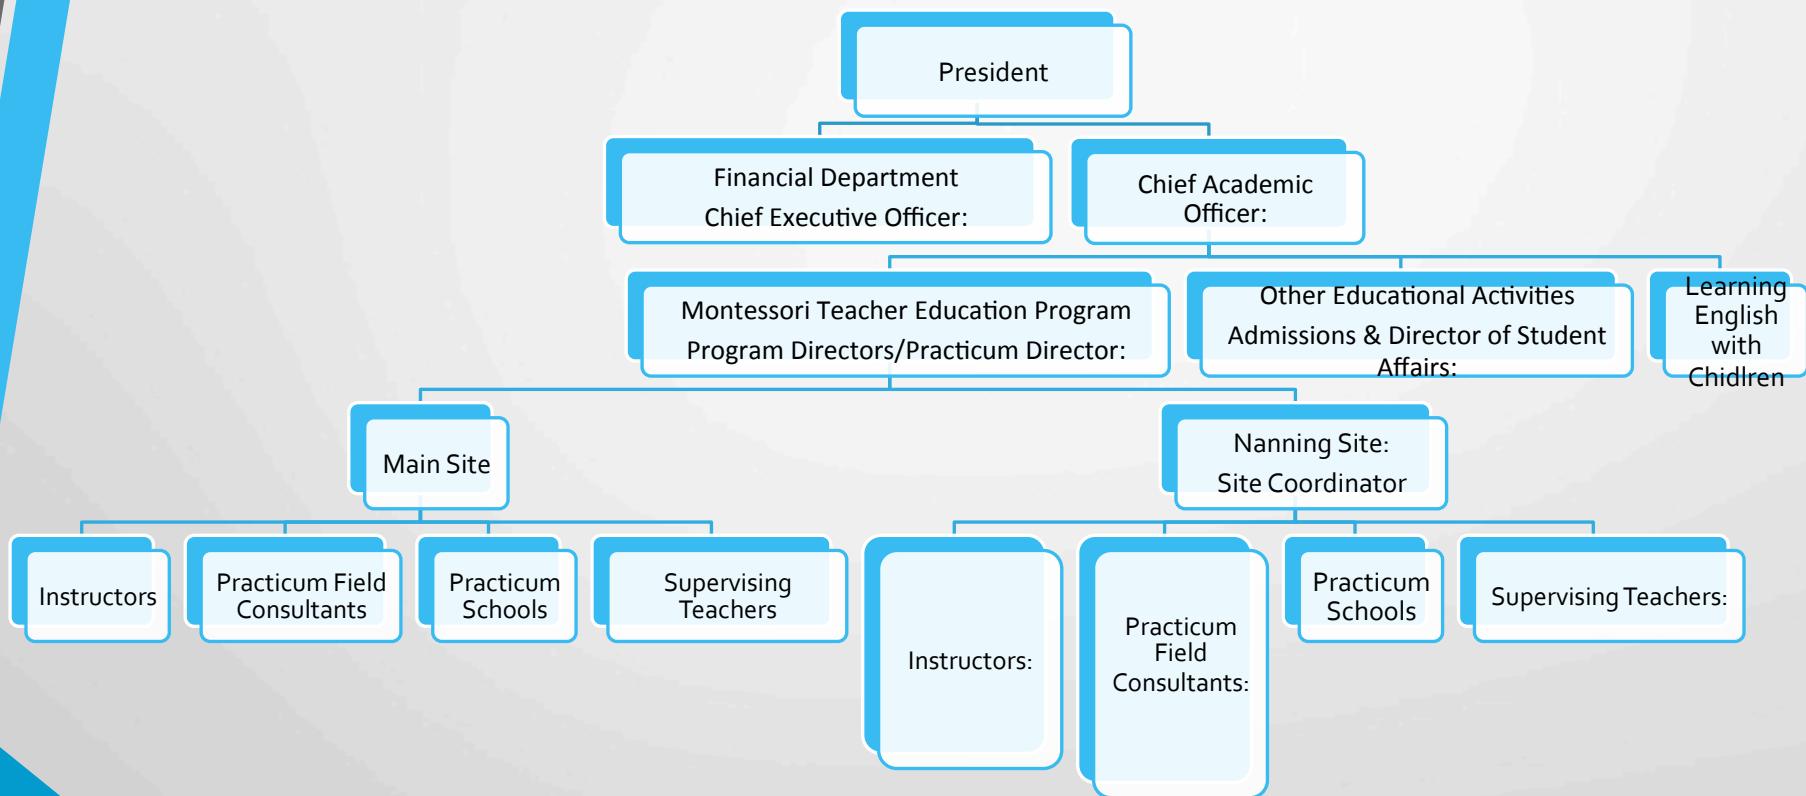 President
Financial Department
Chief Executive Officer:
Chief Academic
Officer:
Montessori Teacher Education Program
Program Directors/Practicum Director:
Other Educational Activities
Admissions & Director of Student
Affairs:
Learning
English
with
Chidlren
Main Site
Nanning Site:
Site Coordinator
Instructors
Practicum Field
Consultants
Practicum
Schools
Supervising
Teachers
Instructors:
Practicum
Field
Consultants:
Practicum
Schools
Supervising Teachers: